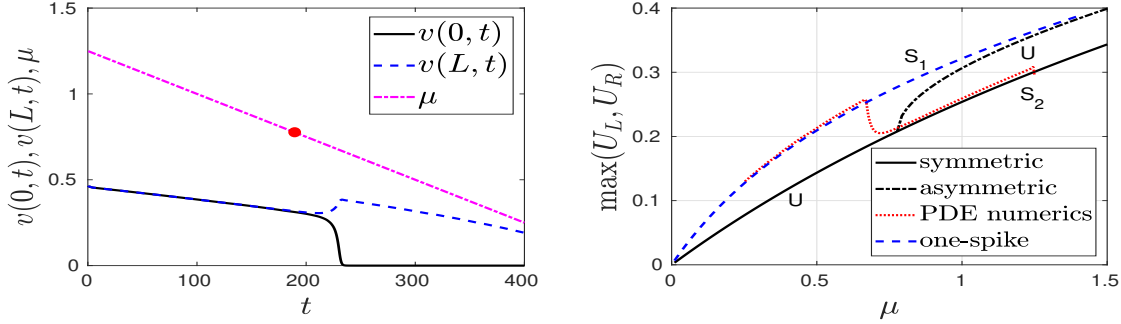 v(0, t), v(L, t), μ
1.5
1
0.5
0
0
100
200
300
400
t
v(0, t)
v(L, t)
μ
max(U_L, U_R)
0.4
0.3
0.2
0.1
0
0
0.5
1
1.5
μ
S_1
U
S_2
U
symmetric
asymmetric
PDE numerics
one-spike